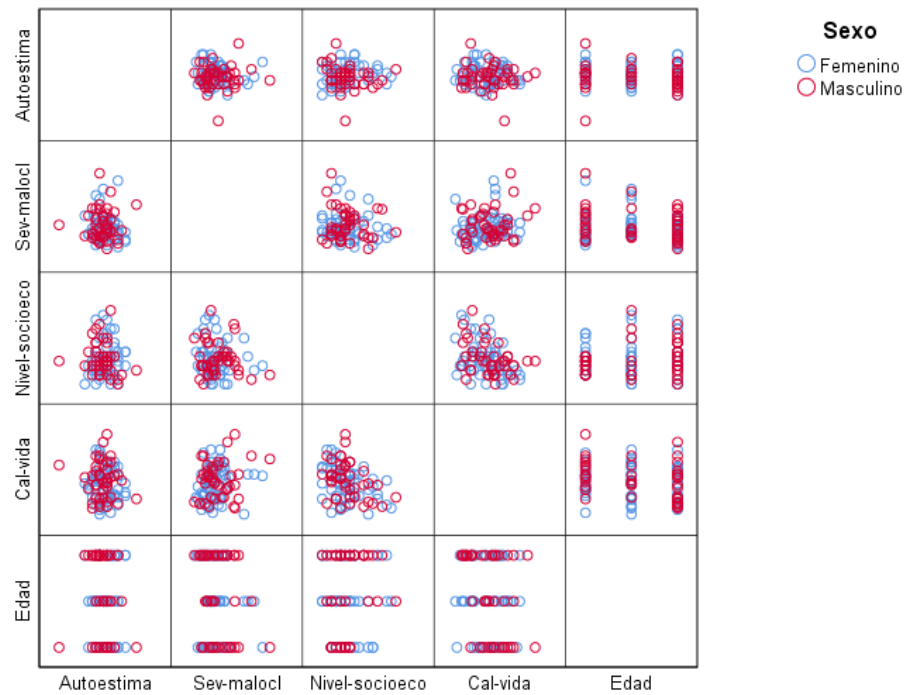 Sexo
Femenino
Masculino
Autoestima
Sev-malocl
Nivel-socioeco
Cal-vida
Edad
Autoestima
Sev-malocl
Nivel-socioeco
Cal-vida
Edad